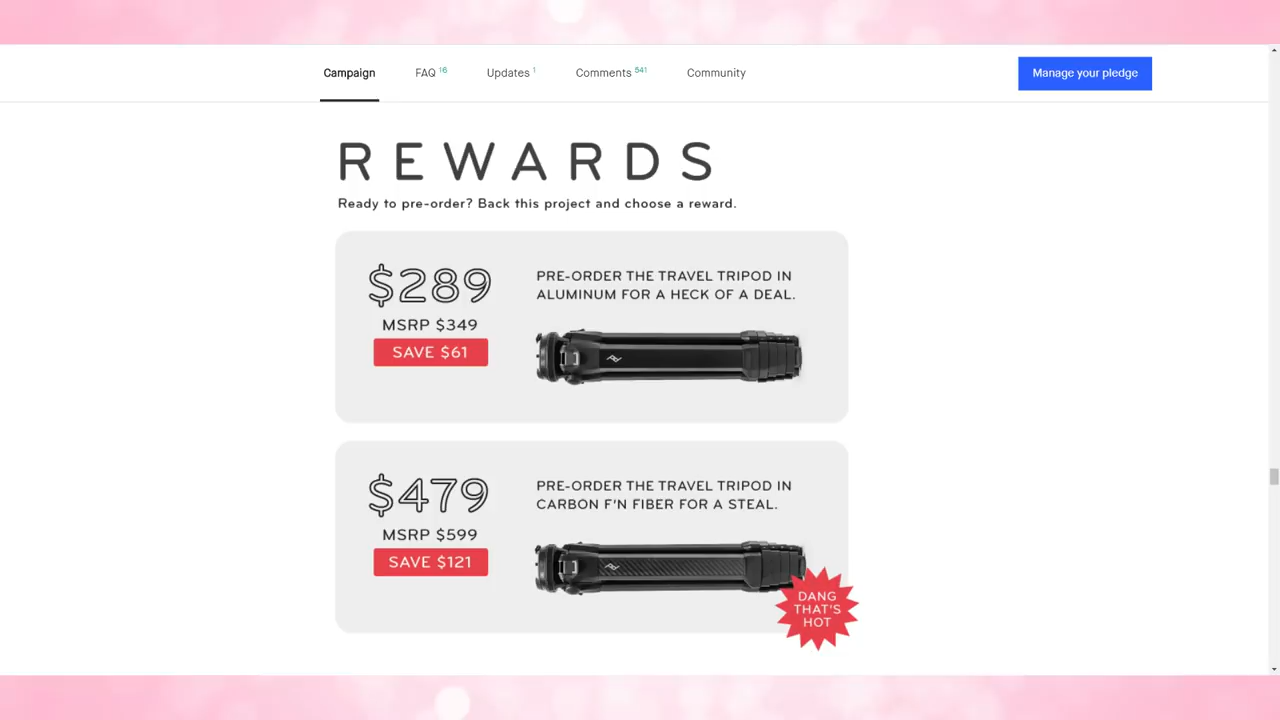 Campaign
FAQ 16
Updates 1
Comments 541
Community
Manage your pledge
REWARDS
Ready to pre-order? Back this project and choose a reward.
$289
MSRP $349
SAVE $61
PRE-ORDER THE TRAVEL TRIPOD IN
ALUMINUM FOR A HECK OF A DEAL.
$479
MSRP $599
SAVE $121
PRE-ORDER THE TRAVEL TRIPOD IN
CARBON F'N FIBER FOR A STEAL.
DANG
THAT'S
HOT